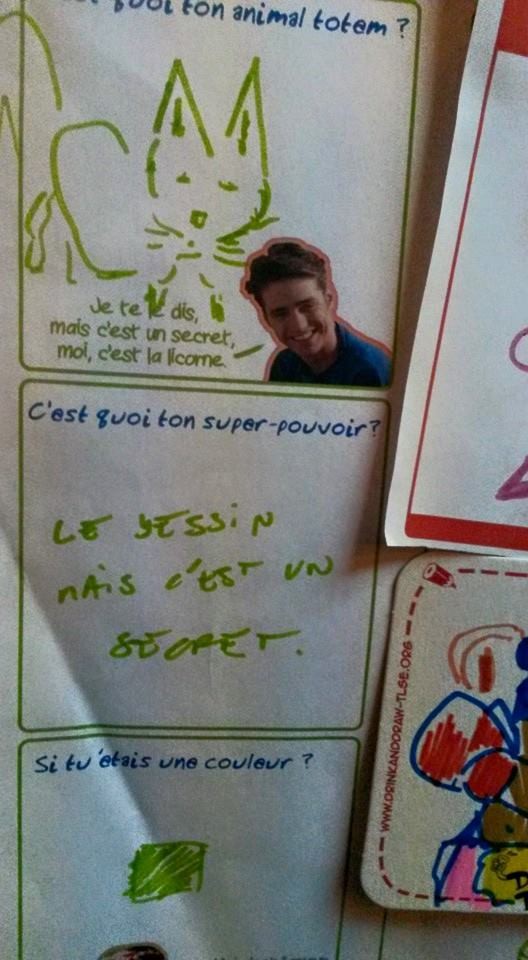 quoi ton animal totem ?
Je te le dis,
mais c'est un secret,
moi, c'est la licorne.
C'est quoi ton super-pouvoir?
LE DESSiN
MAiS C'EST UN
SECRET.
Si tu étais une couleur ?
WWW.DRINKANDDRAW-TLSE.ORG